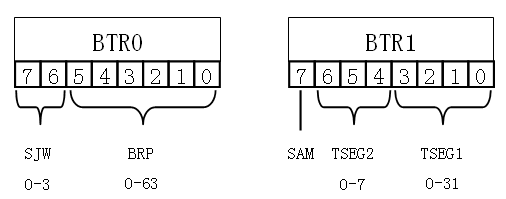 BTR0 BTR1
7 6 5 4 3 2 1 0 7 6 5 4 3 2 1 0
SJW BRP SAM TSEG2 TSEG1
0-3 0-63 0-7 0-31